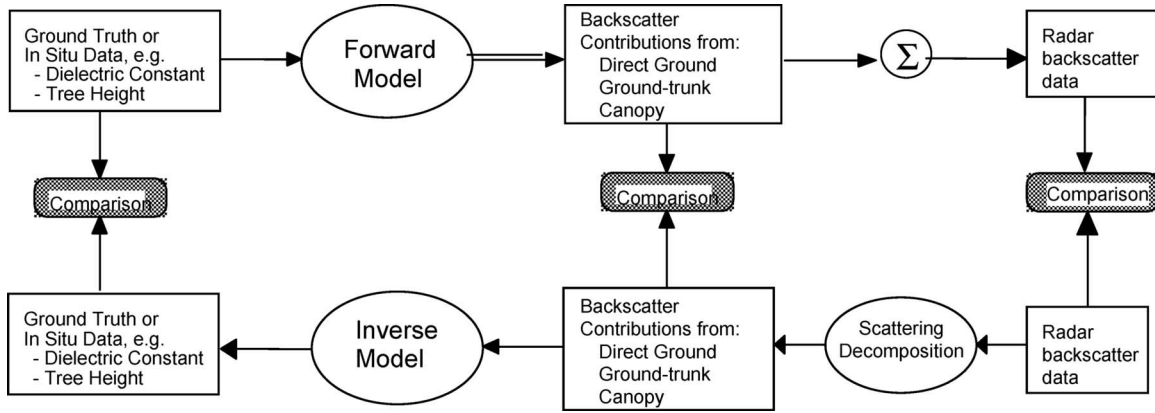 Ground Truth or
In Situ Data, e.g.
- Dielectric Constant
- Tree Height
Forward
Model
Backscatter
Contributions from:
Direct Ground
Ground-trunk
Canopy
Σ
Radar
backscatter
data
Comparison
Comparison
Comparison
Ground Truth or
In Situ Data, e.g.
- Dielectric Constant
- Tree Height
Inverse
Model
Backscatter
Contributions from:
Direct Ground
Ground-trunk
Canopy
Scattering
Decomposition
Radar
backscatter
data